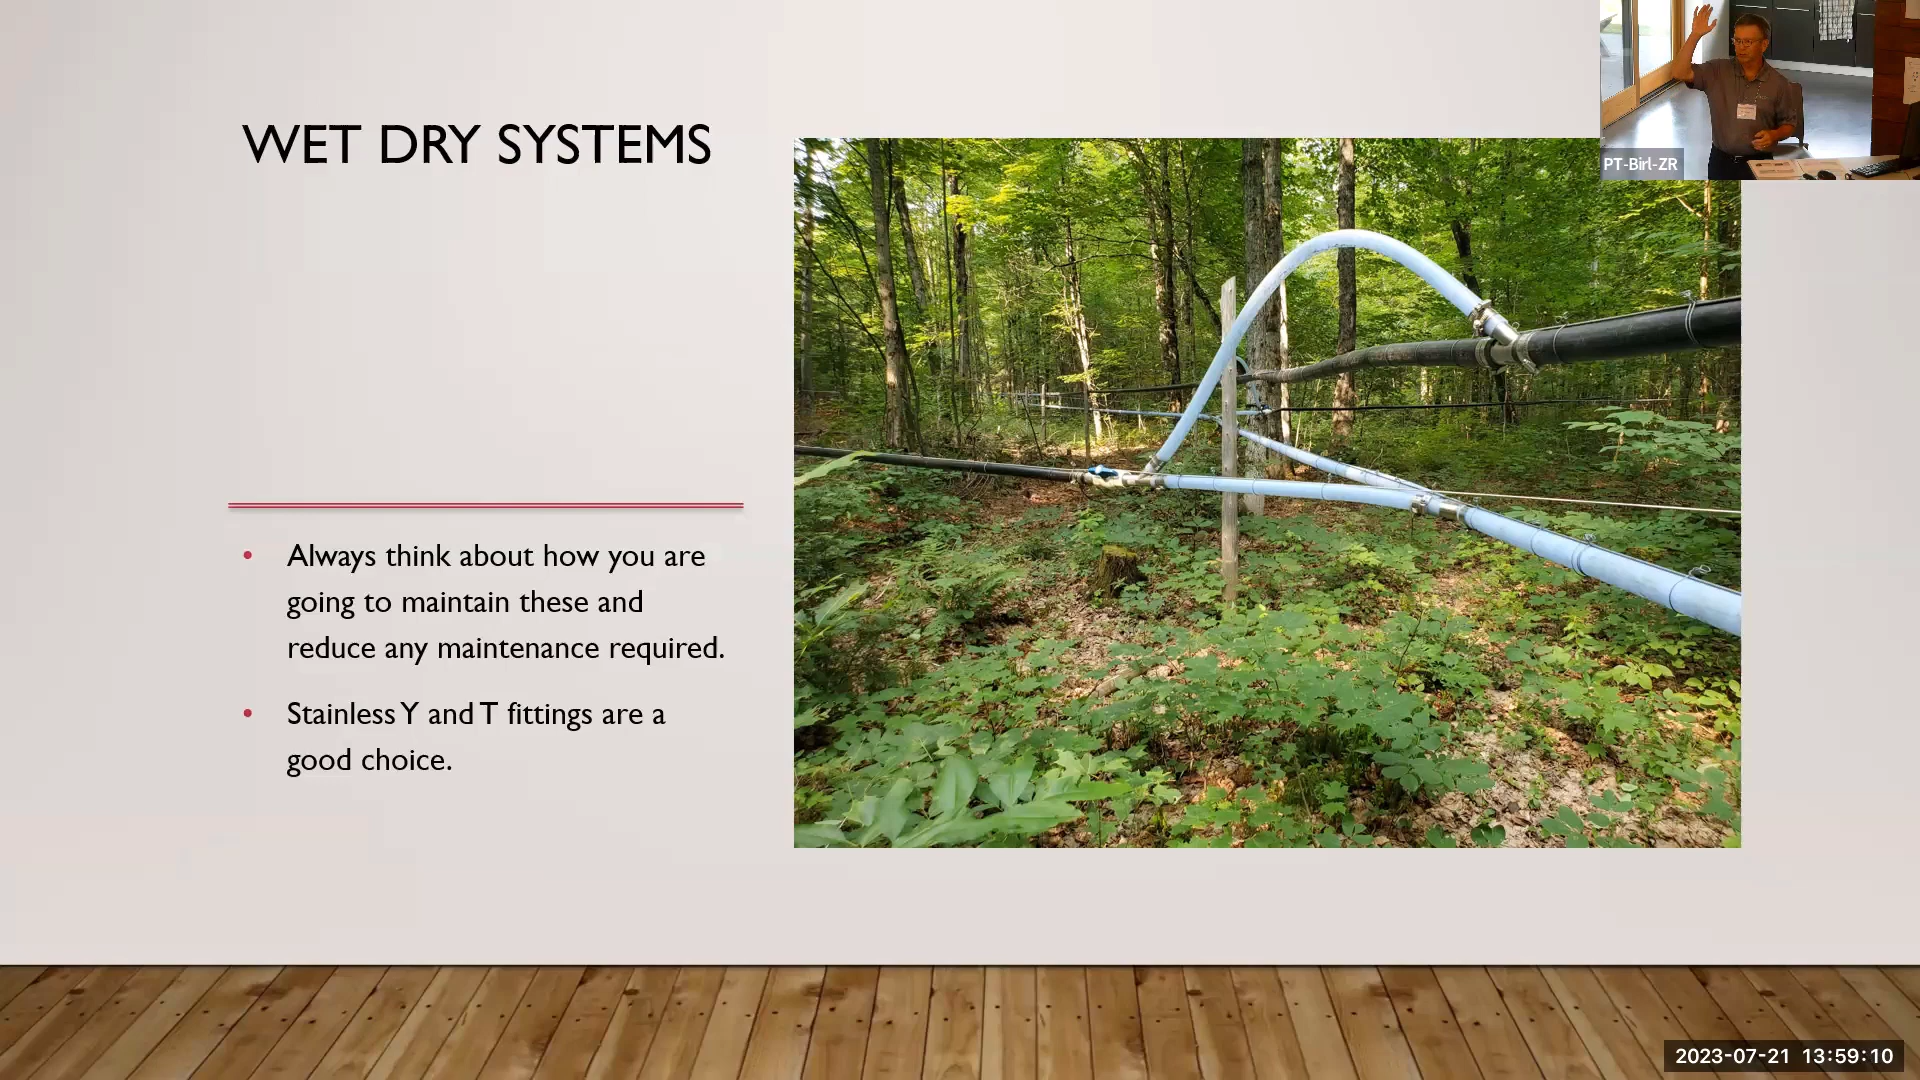 WET DRY SYSTEMS
• Always think about how you are
going to maintain these and
reduce any maintenance required.
• Stainless Y and T fittings are a
good choice.
PT-Birl-ZR
2023-07-21 13:59:10